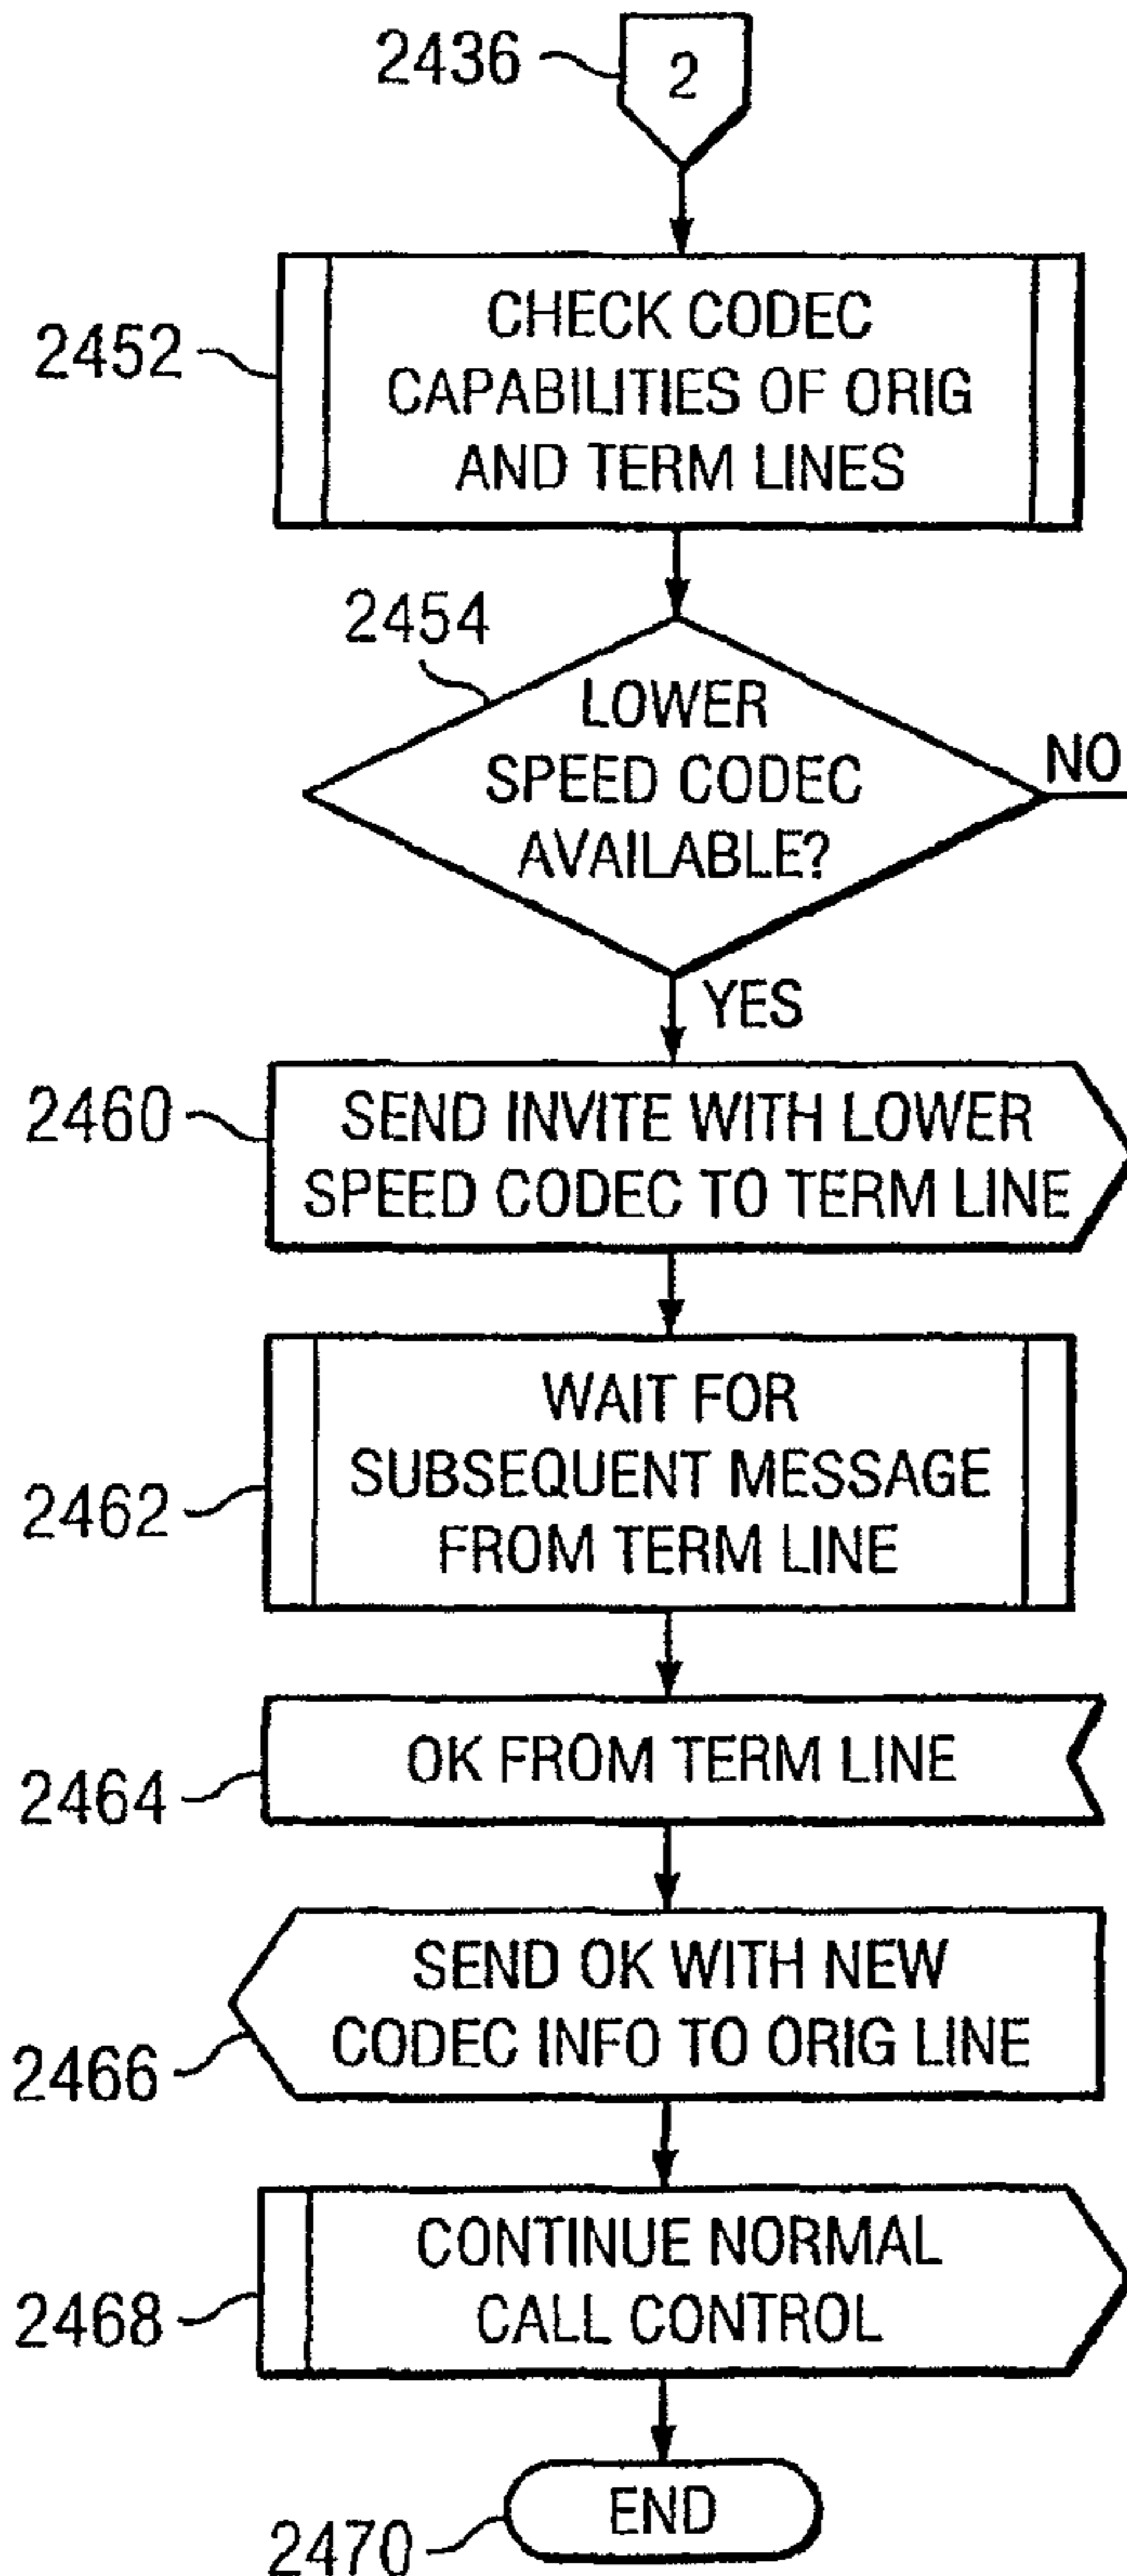 2436
2
2452
CHECK CODEC
CAPABILITIES OF ORIG
AND TERM LINES
2454
LOWER
SPEED CODEC
AVAILABLE?
NO
YES
2460
SEND INVITE WITH LOWER
SPEED CODEC TO TERM LINE
2462
WAIT FOR
SUBSEQUENT MESSAGE
FROM TERM LINE
2464
OK FROM TERM LINE
2466
SEND OK WITH NEW
CODEC INFO TO ORIG LINE
2468
CONTINUE NORMAL
CALL CONTROL
2470
END